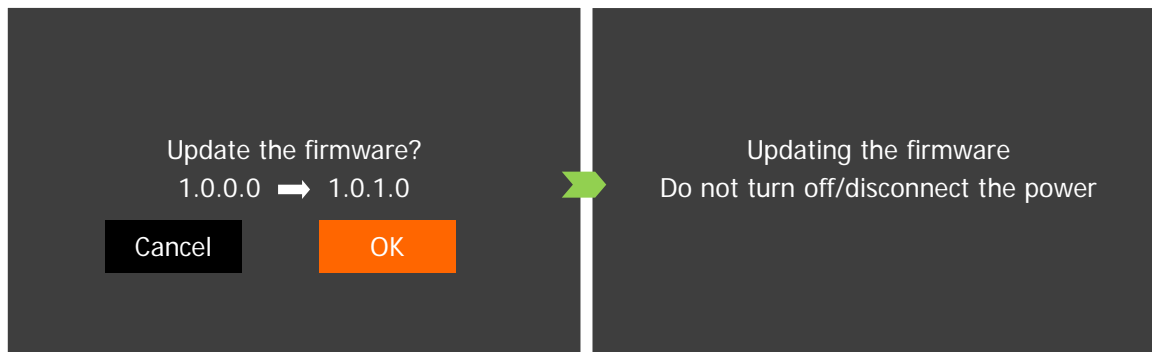 Update the firmware?
1.0.0.0 ➡ 1.0.1.0
Cancel
OK
Updating the firmware
Do not turn off/disconnect the power